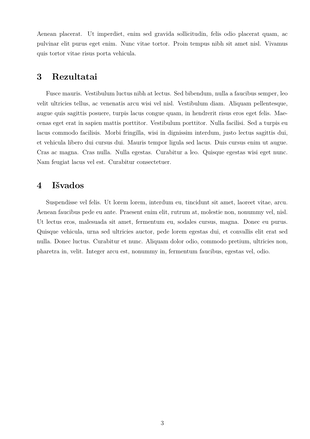 Aenean placerat. Ut imperdiet, enim sed gravida sollicitudin, felis odio placerat quam, ac
pulvinar elit purus eget enim. Nunc vitae tortor. Proin tempus nibh sit amet nisl. Vivamus
quis tortor vitae risus porta vehicula.
3 Rezultatai
Fusce mauris. Vestibulum luctus nibh at lectus. Sed bibendum, nulla a faucibus semper, leo
velit ultricies tellus, ac venenatis arcu wisi vel nisl. Vestibulum diam. Aliquam pellentesque,
augue quis sagittis posuere, turpis lacus congue quam, in hendrerit risus eros eget felis. Mae-
cenas eget erat in sapien mattis porttitor. Vestibulum porttitor. Nulla facilisi. Sed a turpis eu
lacus commodo facilisis. Morbi fringilla, wisi in dignissim interdum, justo lectus sagittis dui,
et vehicula libero dui cursus dui. Mauris tempor ligula sed lacus. Duis cursus enim ut augue.
Cras ac magna. Cras nulla. Nulla egestas. Curabitur a leo. Quisque egestas wisi eget nunc.
Nam feugiat lacus vel est. Curabitur consectetuer.
4 Išvados
Suspendisse vel felis. Ut lorem lorem, interdum eu, tincidunt sit amet, laoreet vitae, arcu.
Aenean faucibus pede eu ante. Praesent enim elit, rutrum at, molestie non, nonummy vel, nisl.
Ut lectus eros, malesuada sit amet, fermentum eu, sodales cursus, magna. Donec eu purus.
Quisque vehicula, urna sed ultricies auctor, pede lorem egestas dui, et convallis elit erat sed
nulla. Donec luctus. Curabitur et nunc. Aliquam dolor odio, commodo pretium, ultricies non,
pharetra in, velit. Integer arcu est, nonummy in, fermentum faucibus, egestas vel, odio.
3